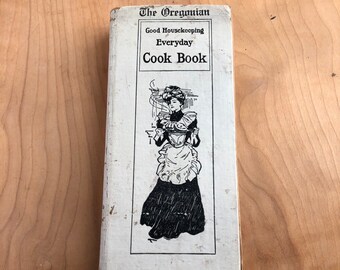 The Oregonian
Good Housekeeping
Everyday
Cook Book